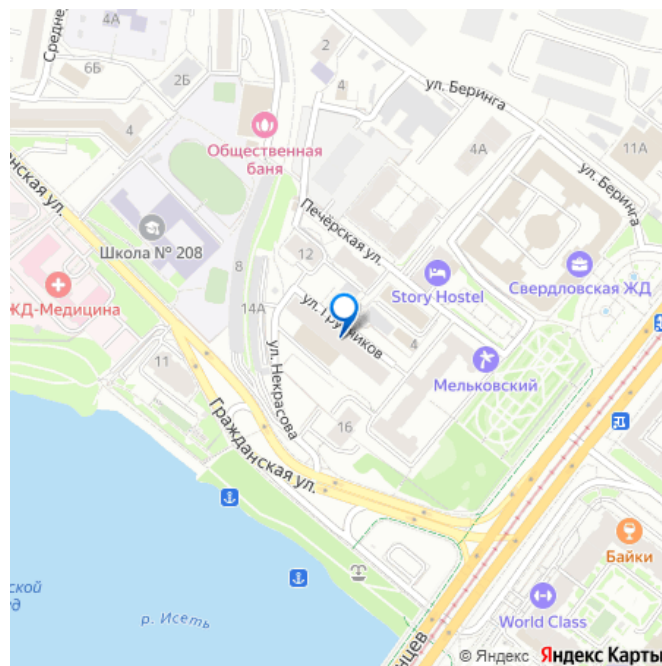 4А
Средне
2
6Б
2Б
4
ул. Беринга
4
Общественная
баня
4А
11А
ул. Беринга
Школа № 208
Печёрская ул.
12
8
Story Hostel
Свердловская ЖД
ЖД-Медицина
14А
ул. Некрасова
4
Мельковский
11
16
Гражданская ул.
Байки
р. Исеть
World Class
© Яндекс Яндекс Карты